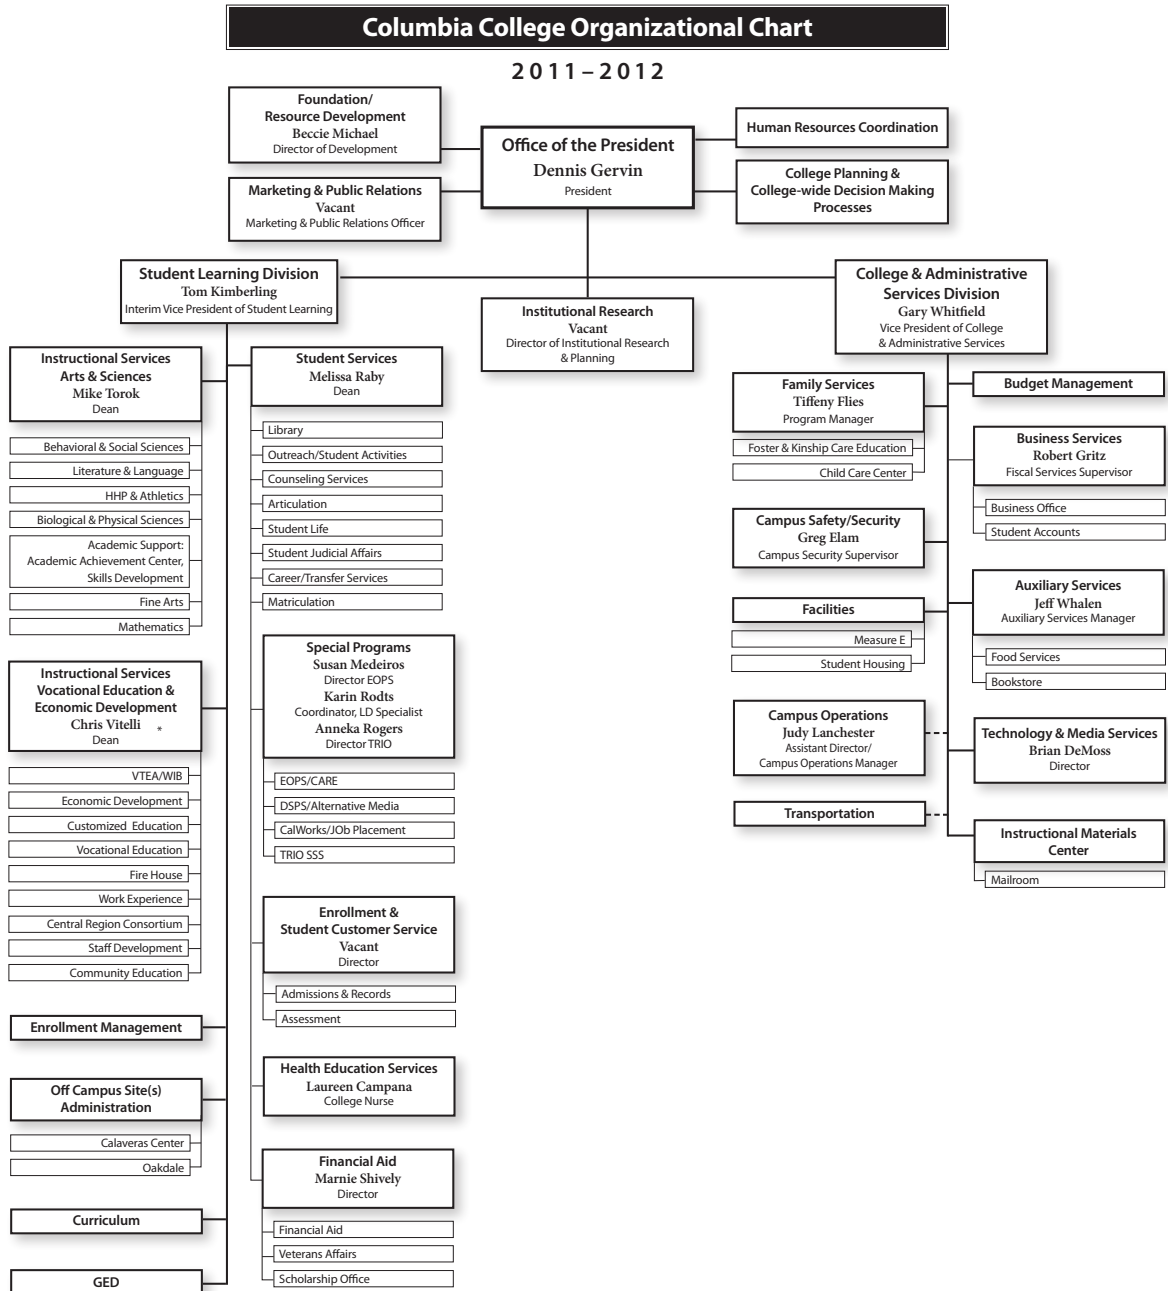 Columbia College Organizational Chart
2011–2012
Foundation/
Resource Development
Beccie Michael
Director of Development
Marketing & Public Relations
Vacant
Marketing & Public Relations Officer
Office of the President
Dennis Gervin
President
Human Resources Coordination
College Planning &
College-wide Decision Making
Processes
Student Learning Division
Tom Kimberling
Interim Vice President of Student Learning
Institutional Research
Vacant
Director of Institutional Research
& Planning
College & Administrative
Services Division
Gary Whitfield
Vice President of College
& Administrative Services
Instructional Services
Arts & Sciences
Mike Torok
Dean
Behavioral & Social Sciences
Literature & Language
HHP & Athletics
Biological & Physical Sciences
Academic Support:
Academic Achievement Center,
Skills Development
Fine Arts
Mathematics
Instructional Services
Vocational Education &
Economic Development
Chris Vitelli *
Dean
VTEA/WIB
Economic Development
Customized Education
Vocational Education
Fire House
Work Experience
Central Region Consortium
Staff Development
Community Education
Enrollment Management
Off Campus Site(s)
Administration
Calaveras Center
Oakdale
Curriculum
GED
Student Services
Melissa Raby
Dean
Library
Outreach/Student Activities
Counseling Services
Articulation
Student Life
Student Judicial Affairs
Career/Transfer Services
Matriculation
Special Programs
Susan Medeiros
Director EOPS
Karin Rodts
Coordinator, LD Specialist
Anneka Rogers
Director TRIO
EOPS/CARE
DSPS/Alternative Media
CalWorks/JOb Placement
TRIO SSS
Enrollment &
Student Customer Service
Vacant
Director
Admissions & Records
Assessment
Health Education Services
Laureen Campana
College Nurse
Financial Aid
Marnie Shively
Director
Financial Aid
Veterans Affairs
Scholarship Office
Family Services
Tiffeny Flies
Program Manager
Foster & Kinship Care Education
Child Care Center
Campus Safety/Security
Greg Elam
Campus Security Supervisor
Facilities
Measure E
Student Housing
Campus Operations
Judy Lanchester
Assistant Director/
Campus Operations Manager
Transportation
Budget Management
Business Services
Robert Gritz
Fiscal Services Supervisor
Business Office
Student Accounts
Auxiliary Services
Jeff Whalen
Auxiliary Services Manager
Food Services
Bookstore
Technology & Media Services
Brian DeMoss
Director
Instructional Materials
Center
Mailroom